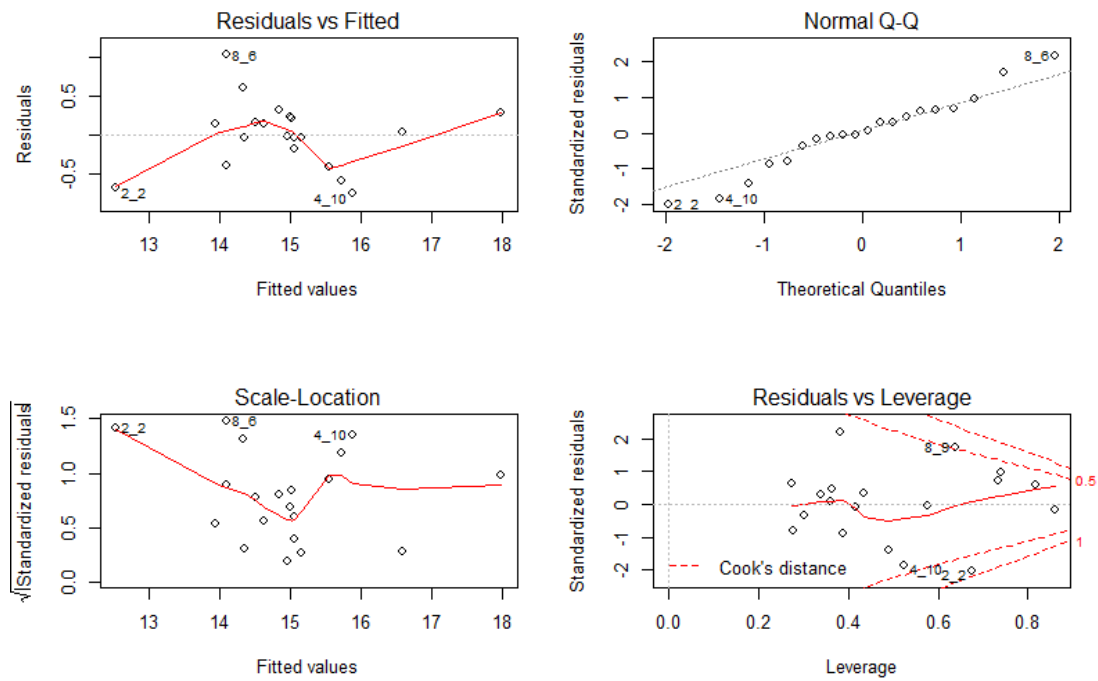 Residuals vs Fitted
Residuals
0.5
-0.5
8_6
2_2
4_10
13 14 15 16 17 18
Fitted values
Normal Q-Q
Standardized residuals
2
1
0
-1
-2
8_6
2_2
4_10
-2 -1 0 1 2
Theoretical Quantiles
Scale-Location
√|Standardized residuals|
1.5
1.0
0.5
0.0
2_2
8_6
4_10
13 14 15 16 17 18
Fitted values
Residuals vs Leverage
Standardized residuals
2
1
0
-1
-2
8_9
0.5
1
4_10
2_2
Cook's distance
0.0 0.2 0.4 0.6 0.8
Leverage